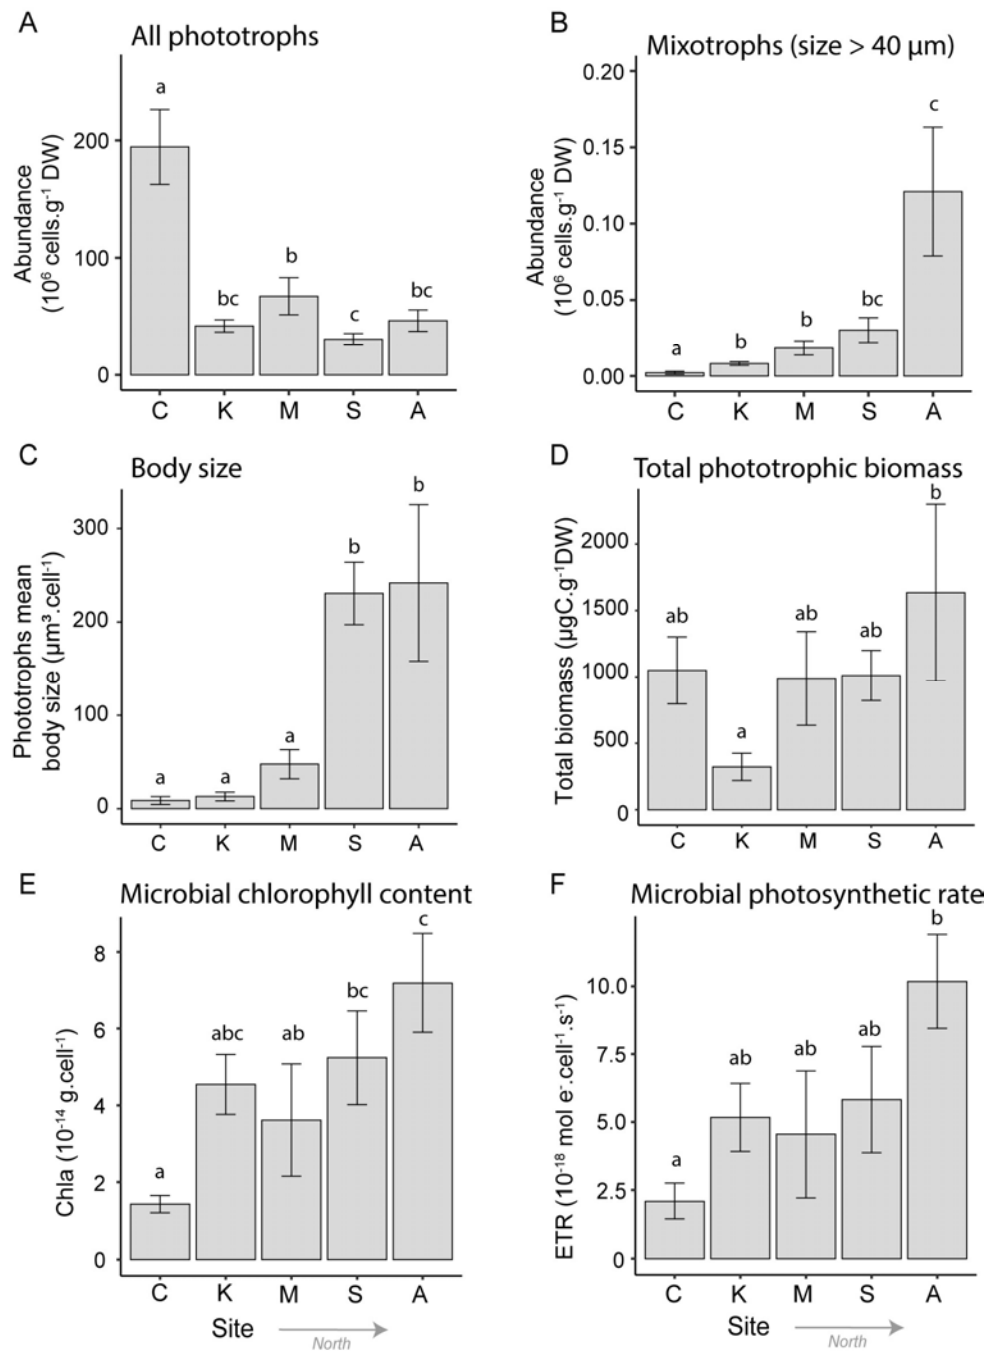 A
All phototrophs
Abundance
(10⁶ cells.g⁻¹ DW)
200
100
0
a
bc
b
c
bc
C K M S A
B
Mixotrophs (size > 40 µm)
Abundance
(10⁶ cells.g⁻¹ DW)
0.20
0.15
0.10
0.05
0.00
a
b
b
bc
c
C K M S A
C
Body size
Phototrophs mean
body size (µm³.cell⁻¹)
300
200
100
0
a
a
a
b
b
C K M S A
D
Total phototrophic biomass
Total biomass (µgC.g⁻¹DW)
2000
1500
1000
500
0
ab
a
ab
ab
b
C K M S A
E
Microbial chlorophyll content
Chla (10⁻¹⁴ g.cell⁻¹)
8
6
4
2
0
a
abc
ab
bc
c
C K M S A
Site
North
F
Microbial photosynthetic rate
ETR (10⁻¹⁸ mol e⁻.cell⁻¹.s⁻¹)
10.0
7.5
5.0
2.5
0
a
ab
ab
ab
b
C K M S A
Site
North